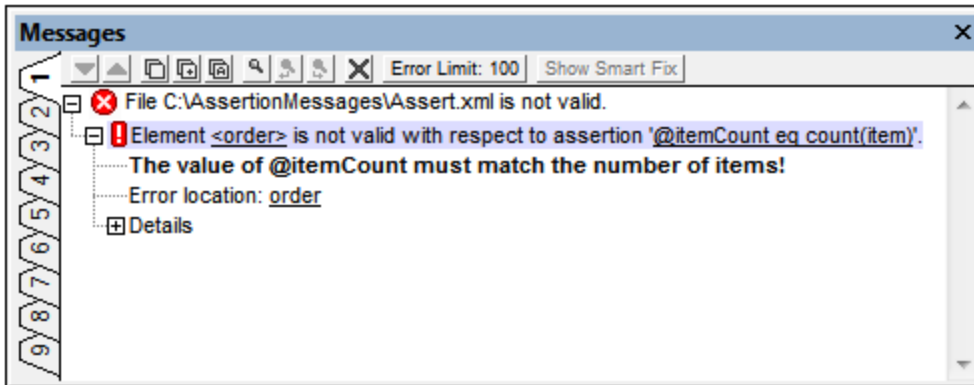 Messages
Error Limit: 100 Show Smart Fix
File C:\AssertionMessages\Assert.xml is not valid.
Element <order> is not valid with respect to assertion '@itemCount eq count(item)'.
The value of @itemCount must match the number of items!
Error location: order
Details
1
2
3
4
5
6
7
8
9